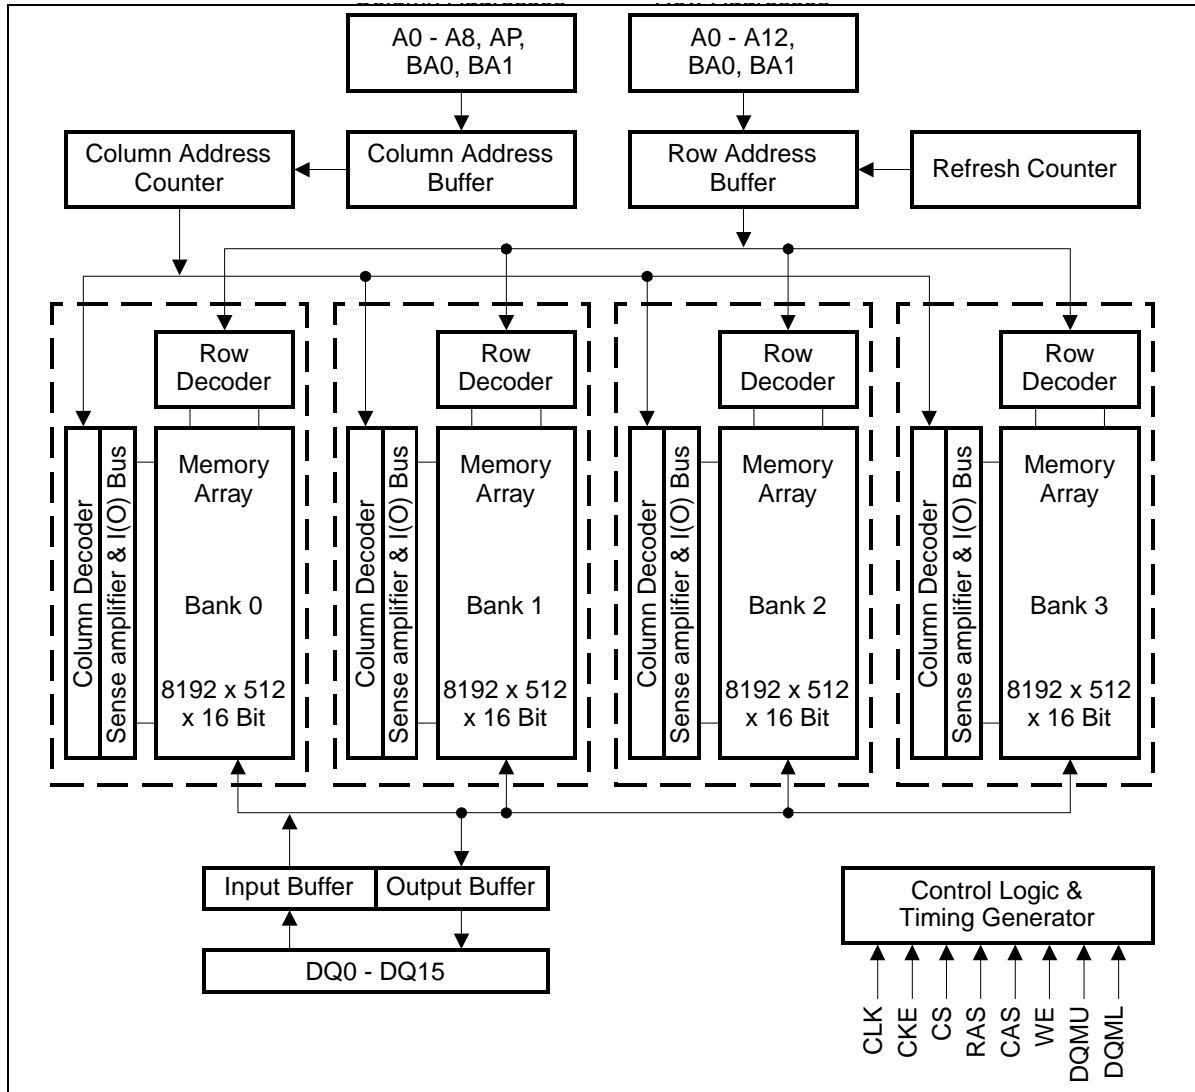 A0 - A8, AP,
BA0, BA1
A0 - A12,
BA0, BA1
Column Address
Counter
Column Address
Buffer
Row Address
Buffer
Refresh Counter
Row
Decoder
Row
Decoder
Row
Decoder
Row
Decoder
Column Decoder
Sense amplifier & I(O) Bus
Memory
Array
Bank 0
8192 x 512
x 16 Bit
Column Decoder
Sense amplifier & I(O) Bus
Memory
Array
Bank 1
8192 x 512
x 16 Bit
Column Decoder
Sense amplifier & I(O) Bus
Memory
Array
Bank 2
8192 x 512
x 16 Bit
Column Decoder
Sense amplifier & I(O) Bus
Memory
Array
Bank 3
8192 x 512
x 16 Bit
Input Buffer
Output Buffer
DQ0 - DQ15
Control Logic &
Timing Generator
CLK
CKE
CS
RAS
CAS
WE
DQMU
DQML